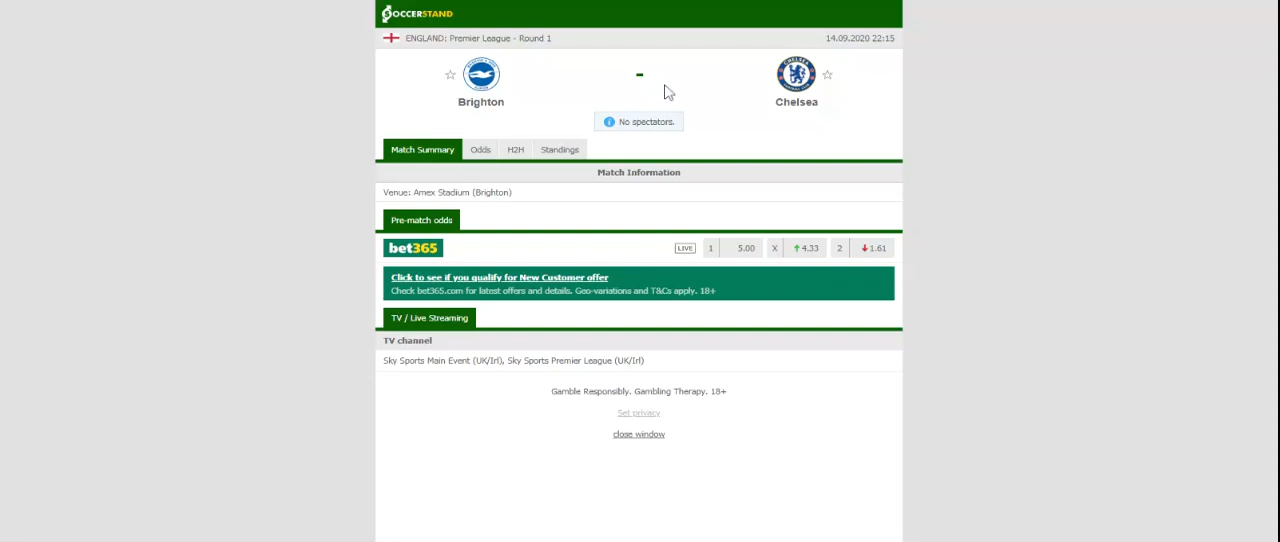 SOCCERSTAND
ENGLAND: Premier League - Round 1 14.09.2020 22:15
-
Brighton Chelsea
No spectators.
Match Summary Odds H2H Standings
Match Information
Venue: Amex Stadium (Brighton)
Pre-match odds
bet365 LIVE 1 5.00 X 4.33 2 1.61
Click to see if you qualify for New Customer offer
Check bet365.com for latest offers and details. Geo-variations and T&Cs apply. 18+
TV / Live Streaming
TV channel
Sky Sports Main Event (UK/Irl), Sky Sports Premier League (UK/Irl)
Gamble Responsibly. Gambling Therapy. 18+
Set privacy
close window